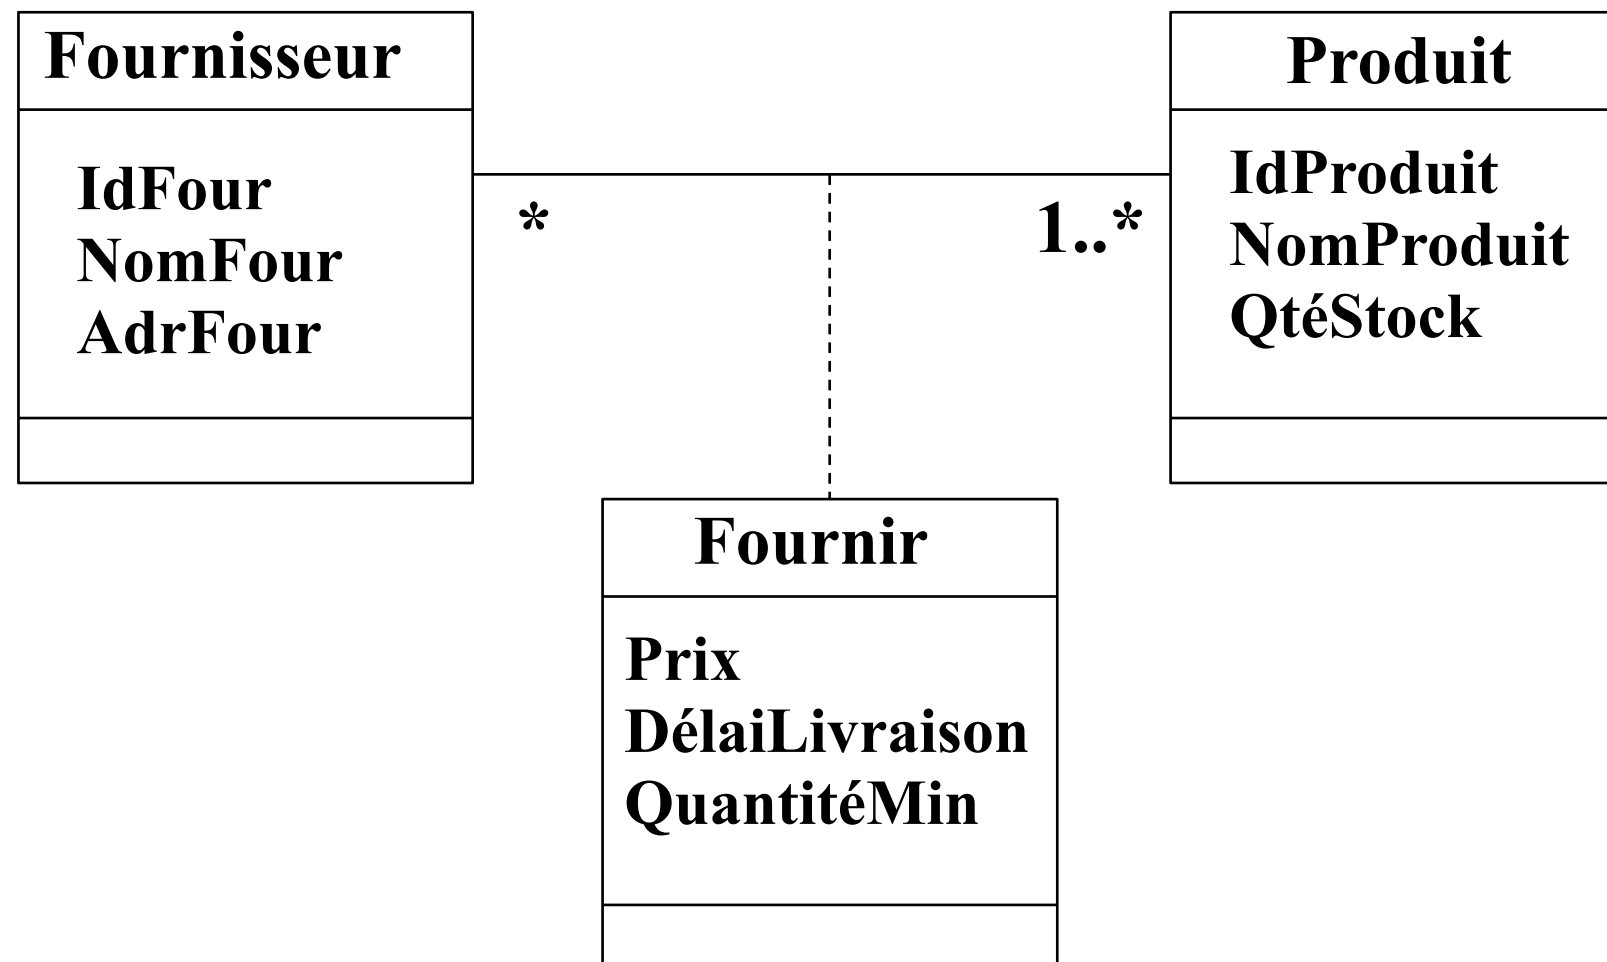 Fournisseur
IdFour
NomFour
AdrFour
*
1..*
Produit
IdProduit
NomProduit
QtéStock
Fournir
Prix
DélaiLivraison
QuantitéMin